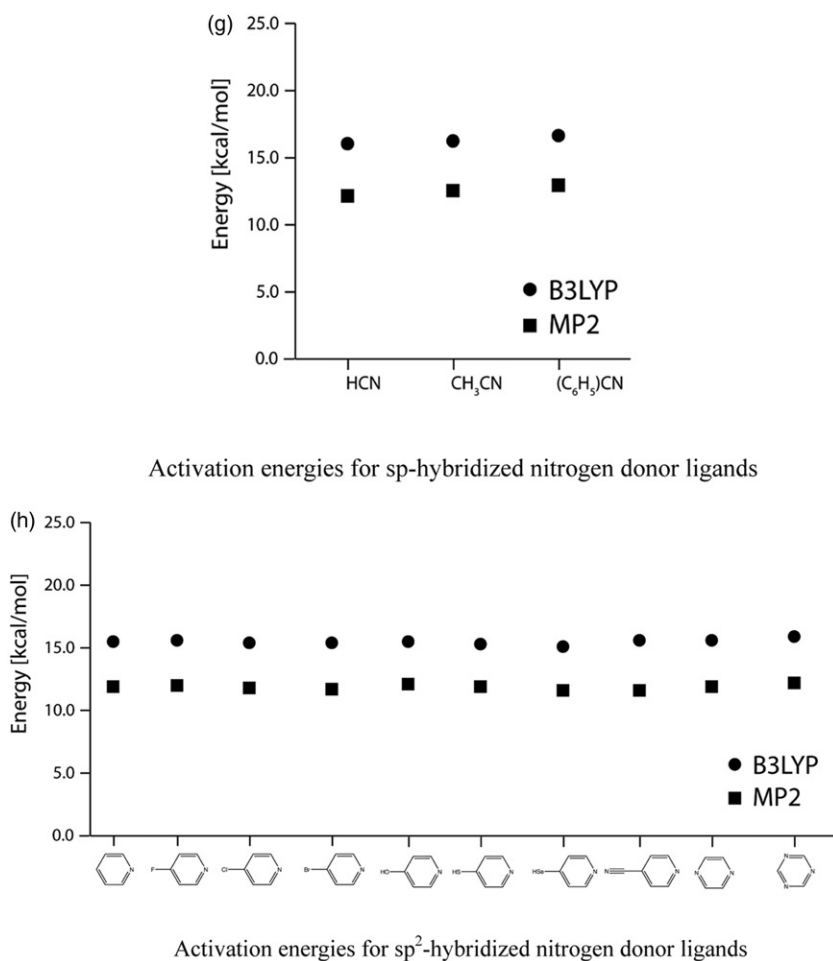 (g)
25.0
20.0
15.0
10.0
5.0
0.0
Energy [kcal/mol]
B3LYP
MP2
HCN CH₃CN (C₆H₅)CN
Activation energies for sp-hybridized nitrogen donor ligands
(h)
25.0
20.0
15.0
10.0
5.0
0.0
Energy [kcal/mol]
B3LYP
MP2
N F N Cl N Br N HO N HS N HSe N N N N N N N N
Activation energies for sp²-hybridized nitrogen donor ligands